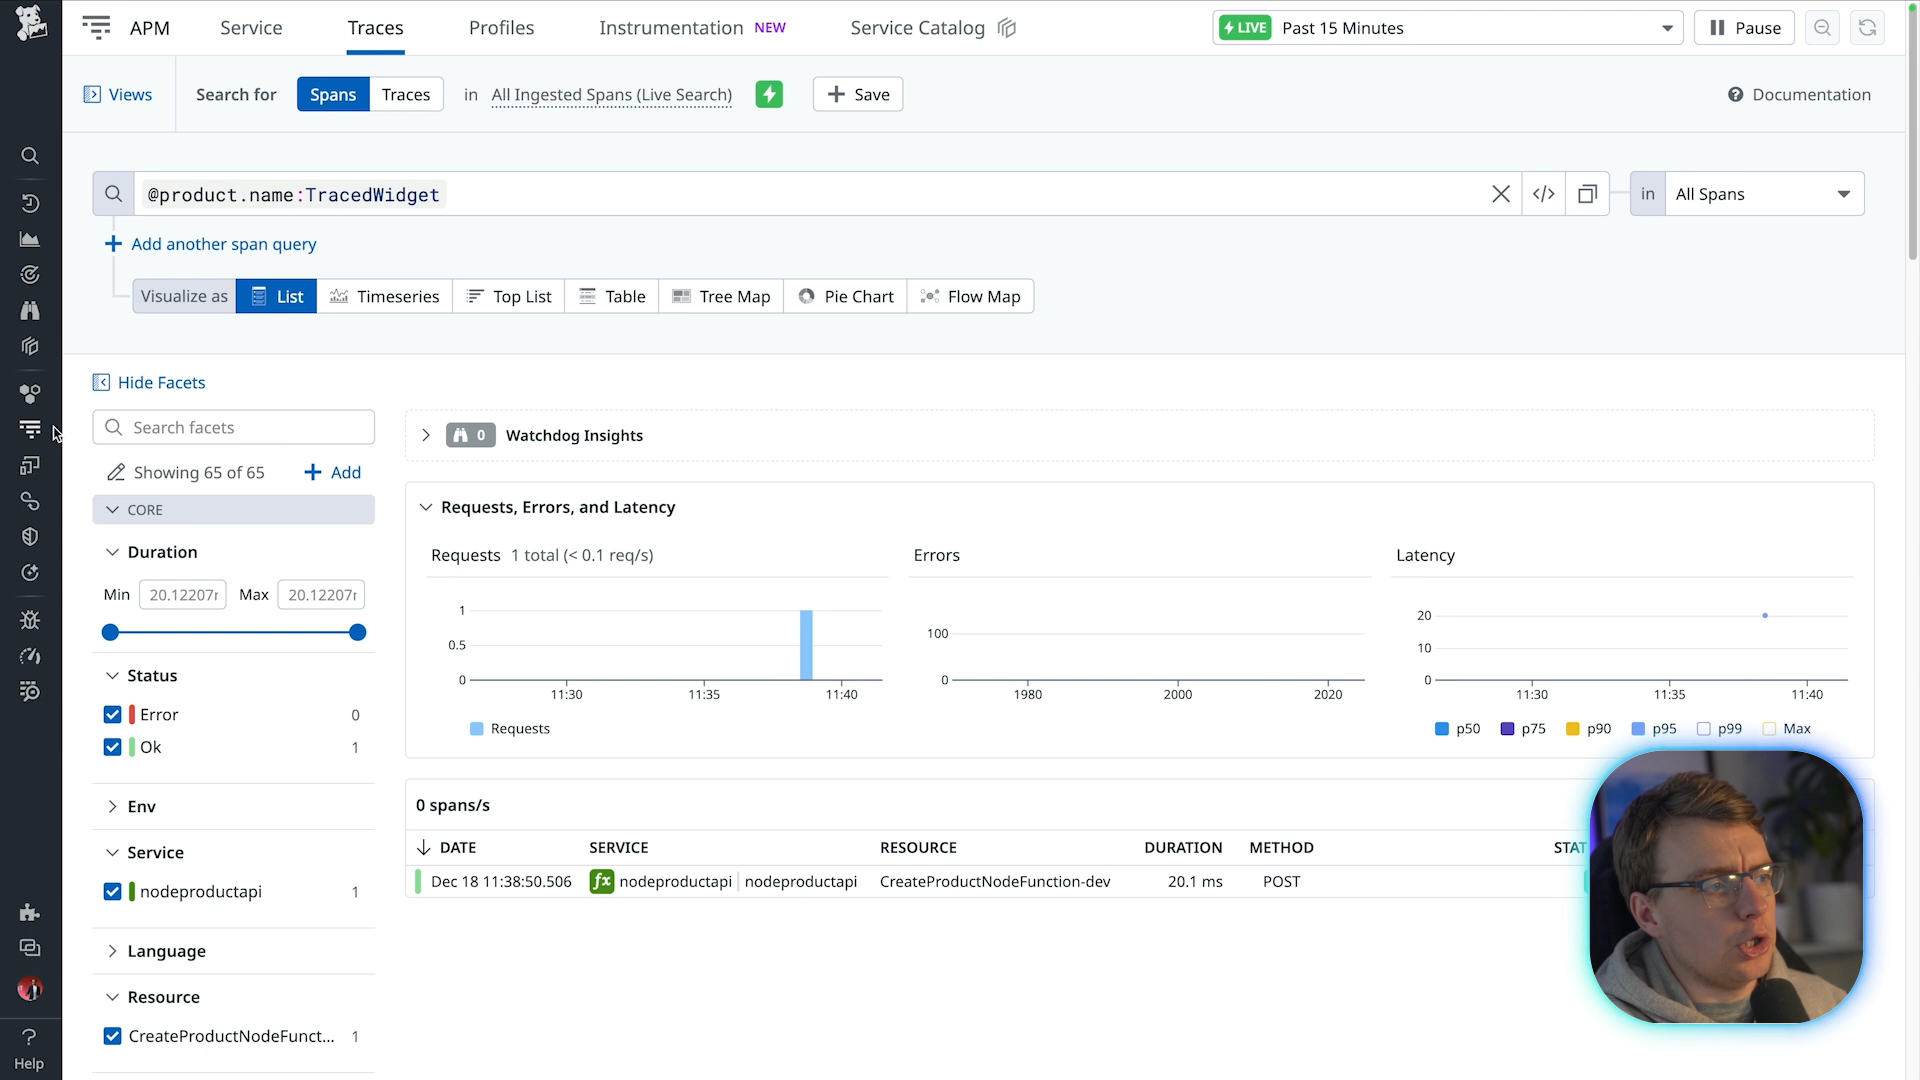 APM
Service
Traces
Profiles
Instrumentation NEW
Service Catalog
LIVE Past 15 Minutes
Pause
Views
Search for
Spans
Traces
in
All Ingested Spans (Live Search)
Save
Documentation
@product.name:TracedWidget
in
All Spans
Add another span query
Visualize as
List
Timeseries
Top List
Table
Tree Map
Pie Chart
Flow Map
Hide Facets
Search facets
Showing 65 of 65
Add
CORE
Duration
Min 20.12207r Max 20.12207r
Status
Error 0
Ok 1
Env
Service
nodeproductapi 1
Language
Resource
CreateProductNodeFunct... 1
0 Watchdog Insights
Requests, Errors, and Latency
Requests 1 total (< 0.1 req/s)
1
0.5
0
11:30 11:35 11:40
Requests
Errors
100
0
1980 2000 2020
Latency
20
10
0
11:30 11:35 11:40
p50 p75 p90 p95 p99 Max
0 spans/s
DATE SERVICE RESOURCE DURATION METHOD STAT
Dec 18 11:38:50.506 fx nodeproductapi nodeproductapi CreateProductNodeFunction-dev 20.1 ms POST
Help